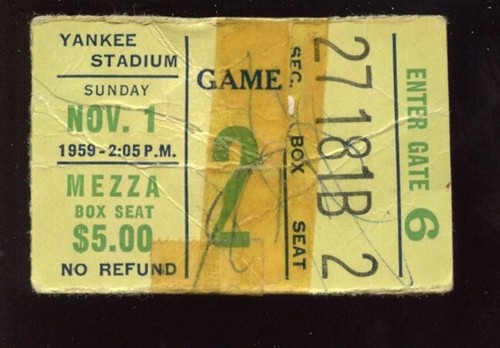 YANKEE
STADIUM
SUNDAY
NOV. 1
1959-2:05 P.M.
MEZZA
BOX SEAT
$5.00
NO REFUND
GAME
2
SEC. BOX SEAT
27 181B 2
ENTER GATE 6